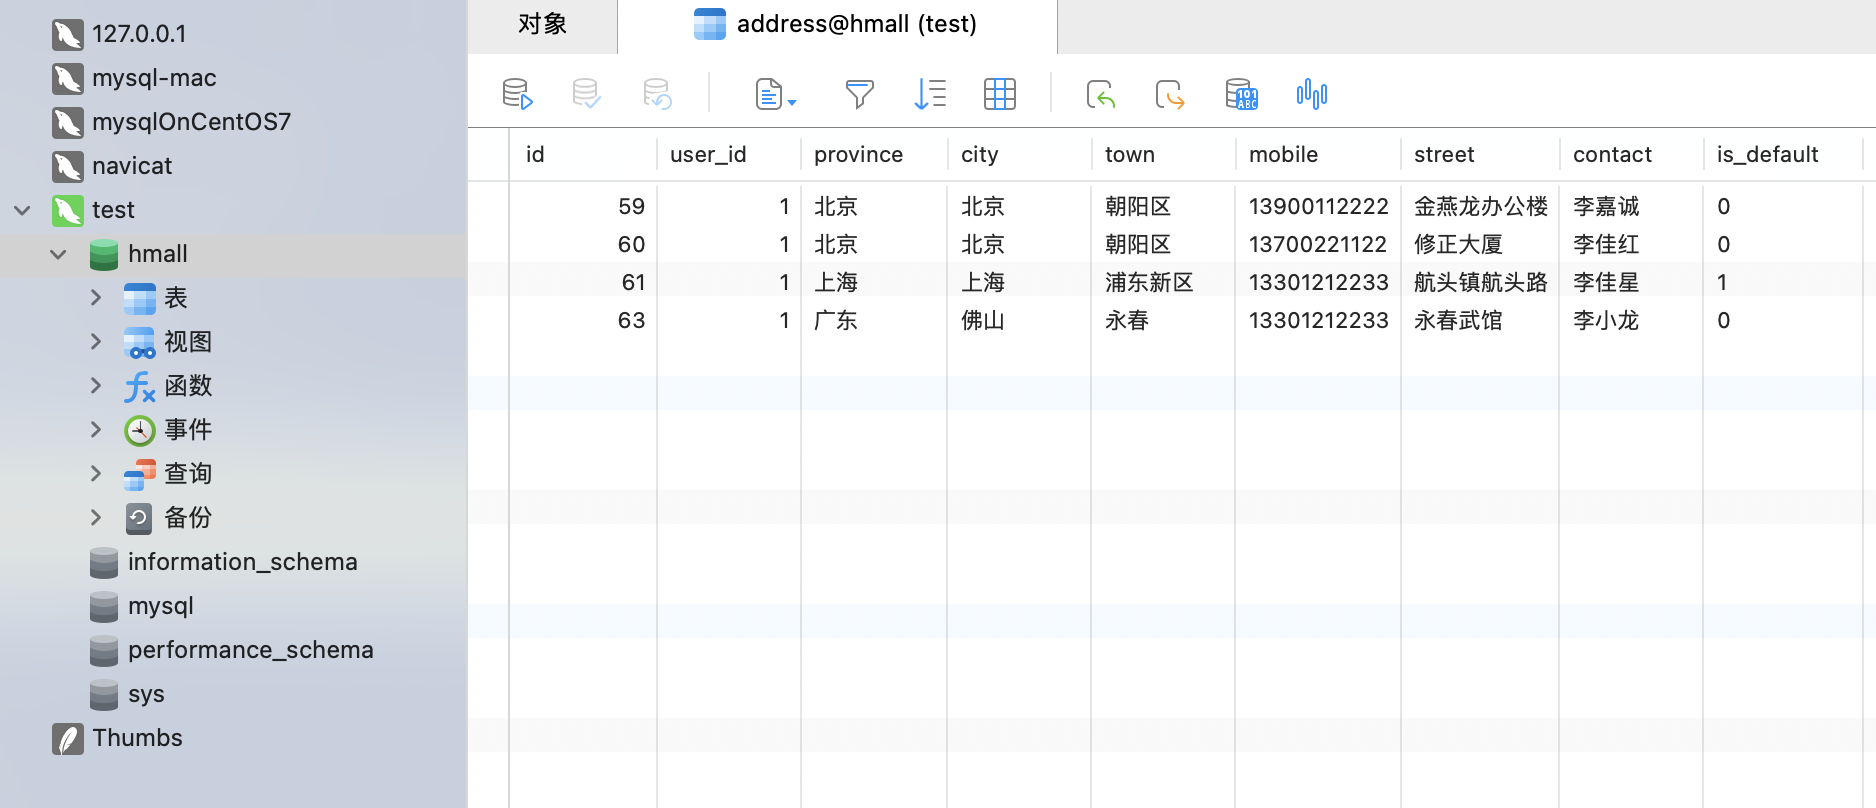 127.0.0.1
mysql-mac
mysqlOnCentOS7
navicat
test
hmall
表
视图
函数
事件
查询
备份
information_schema
mysql
performance_schema
sys
Thumbs
对象 address@hmall (test)
101
ABC
id user_id province city town mobile street contact is_default
59 1 北京 北京 朝阳区 13900112222 金燕龙办公楼 李嘉诚 0
60 1 北京 北京 朝阳区 13700221122 修正大厦 李佳红 0
61 1 上海 上海 浦东新区 13301212233 航头镇航头路 李佳星 1
63 1 广东 佛山 永春 13301212233 永春武馆 李小龙 0